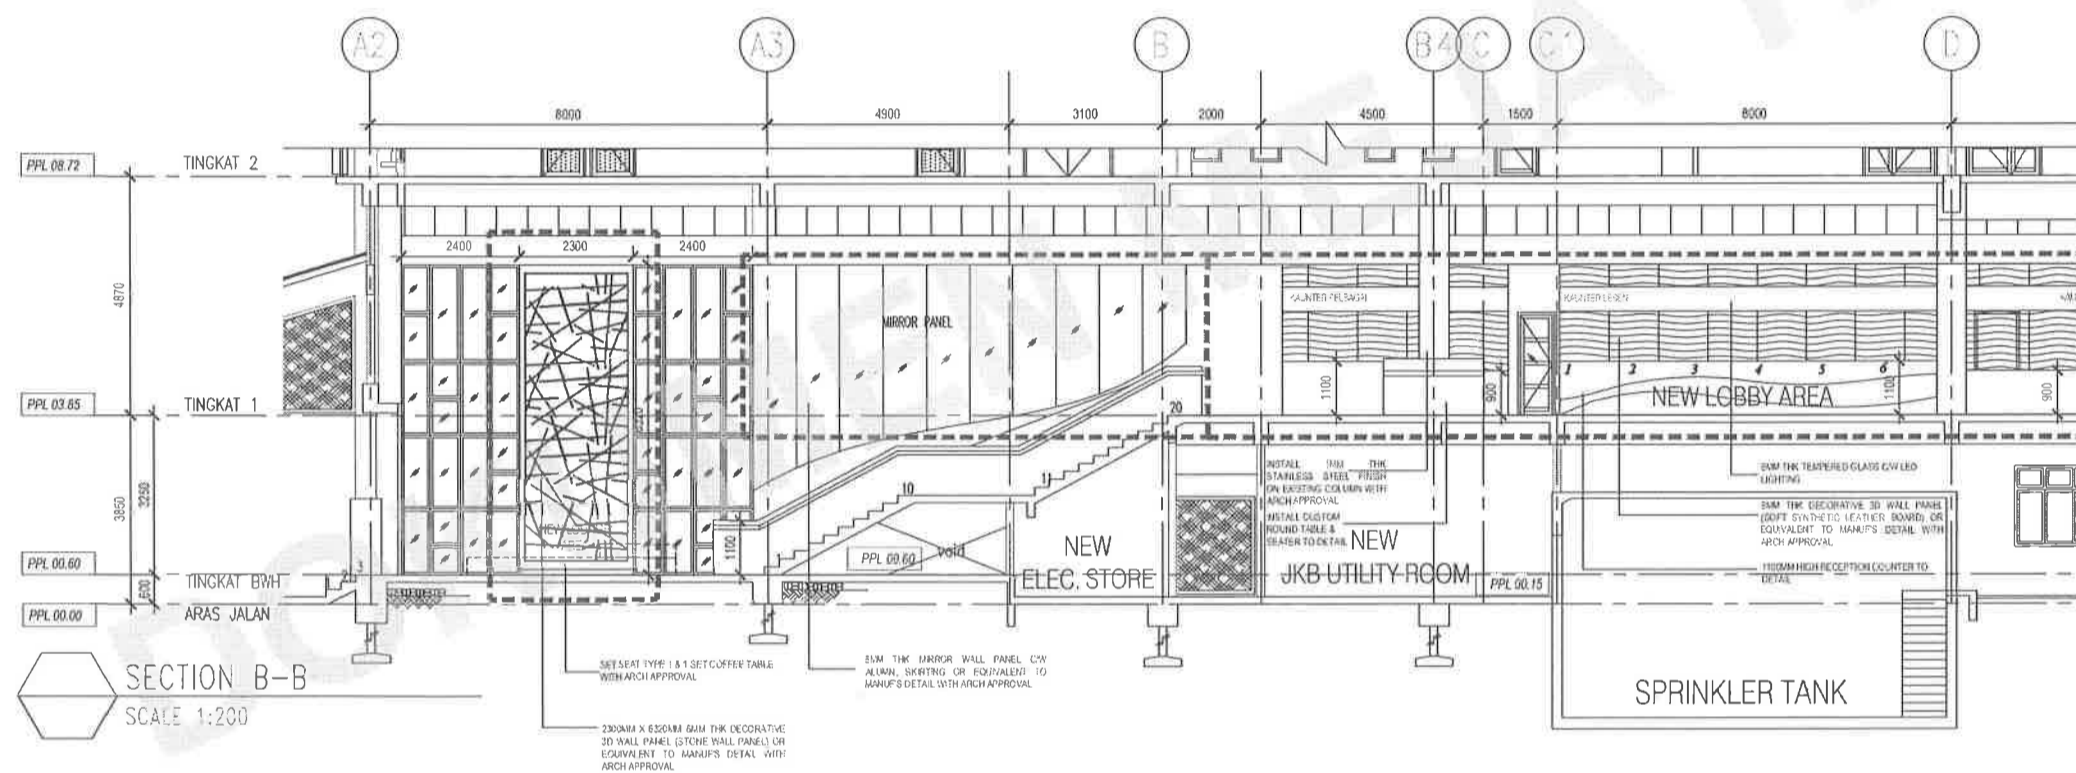 A2 A3 B B4 C C1 D
8000 4900 3100 2000 4500 1500 8000
PPL 08.72 TINGKAT 2
2400 2300 2400
4870
MIRROR PANEL
KAUNTER LESEN
PPL 03.85 TINGKAT 1
1100 900 1 2 3 4 5 6 1100 900
NEW LOBBY AREA
20
10 11
3850 3250
1100
INSTALL 1MM THK
STAINLESS STEEL FINISH
ON EXISTING COLUMN WITH
ARCH APPROVAL
INSTALL CUSTOM
ROUND TABLE &
SEATER TO DETAIL
6MM THK TEMPERED GLASS C/W LED
LIGHTING
6MM THK DECORATIVE 3D WALL PANEL
(SOFT SYNTHETIC LEATHER BOARD) OR
EQUIVALENT TO MANUF'S DETAIL WITH
ARCH APPROVAL
1100MM HIGH RECEPTION COUNTER TO
DETAIL
PPL 00.60 void
NEW
ELEC. STORE
NEW
JKB UTILITY ROOM
PPL 00.15
PPL 00.60 TINGKAT BWH
600
PPL 00.00 ARAS JALAN
SECTION B-B
SCALE 1:200
SET SEAT TYPE 1 & 1 SET COFFEE TABLE
WITH ARCH APPROVAL
6MM THK MIRROR WALL PANEL C/W
ALUMN. SKIRTING OR EQUIVALENT TO
MANUF'S DETAIL WITH ARCH APPROVAL
2300MM X 6320MM 6MM THK DECORATIVE
3D WALL PANEL (STONE WALL PANEL) OR
EQUIVALENT TO MANUF'S DETAIL WITH
ARCH APPROVAL
SPRINKLER TANK